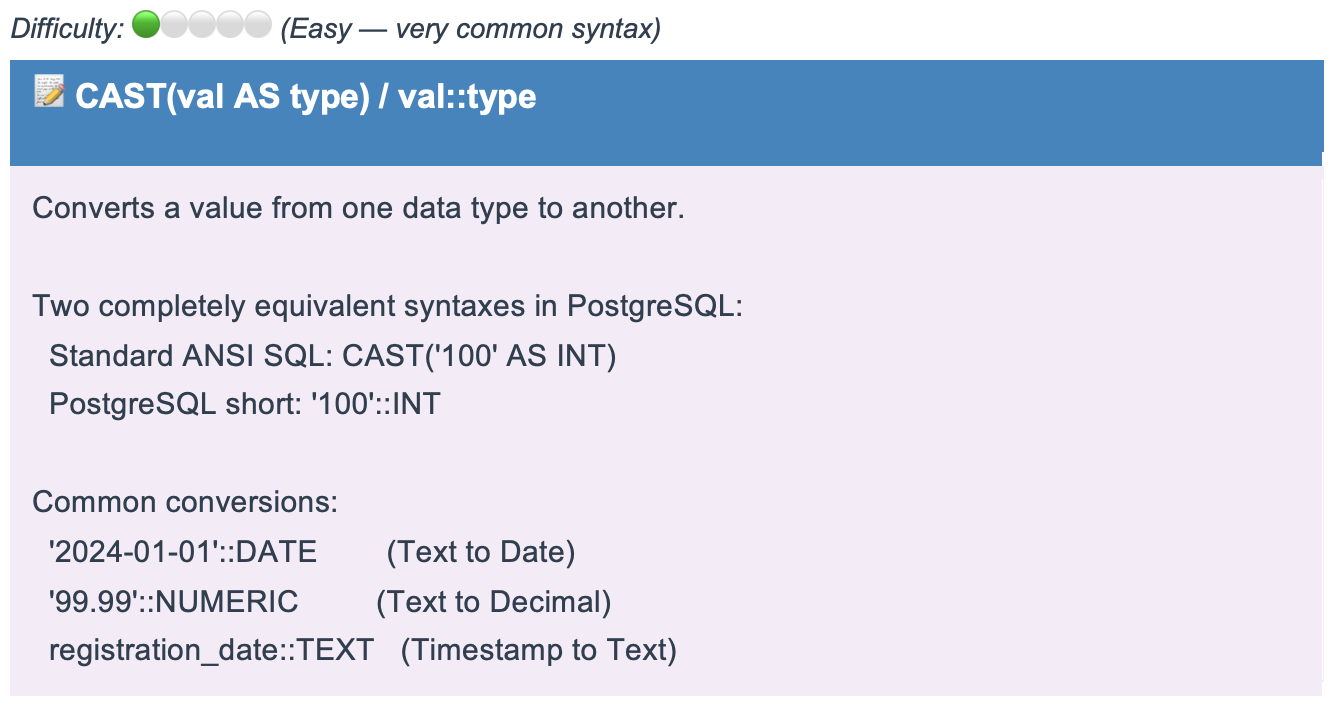 Difficulty: 🟢⚪⚪⚪⚪ (Easy — very common syntax)
📝 CAST(val AS type) / val::type
Converts a value from one data type to another.
Two completely equivalent syntaxes in PostgreSQL:
Standard ANSI SQL: CAST('100' AS INT)
PostgreSQL short: '100'::INT
Common conversions:
'2024-01-01'::DATE (Text to Date)
'99.99'::NUMERIC (Text to Decimal)
registration_date::TEXT (Timestamp to Text)